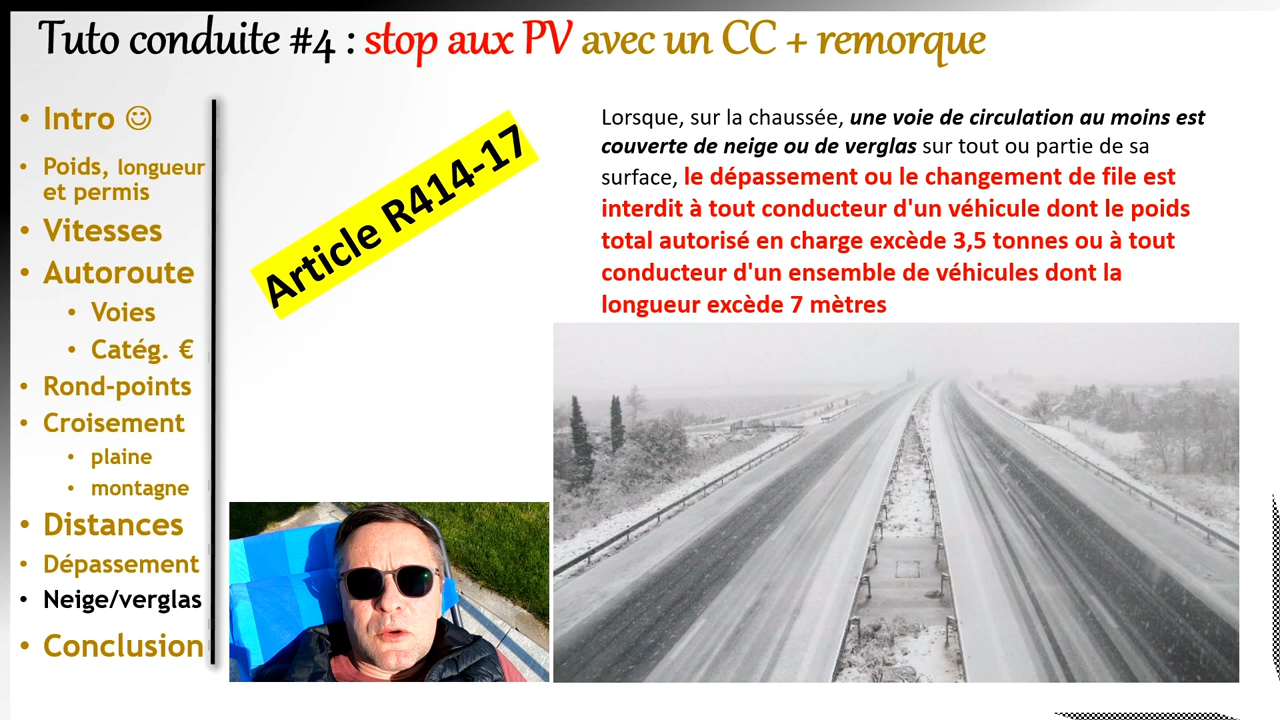 Tuto conduite #4 : stop aux PV avec un CC + remorque
• Intro ☺
• Poids, longueur
et permis
• Vitesses
• Autoroute
• Voies
• Catég. €
• Rond-points
• Croisement
• plaine
• montagne
• Distances
• Dépassement
• Neige/verglas
• Conclusion
Article R414-17
Lorsque, sur la chaussée, une voie de circulation au moins est
couverte de neige ou de verglas sur tout ou partie de sa
surface, le dépassement ou le changement de file est
interdit à tout conducteur d'un véhicule dont le poids
total autorisé en charge excède 3,5 tonnes ou à tout
conducteur d'un ensemble de véhicules dont la
longueur excède 7 mètres